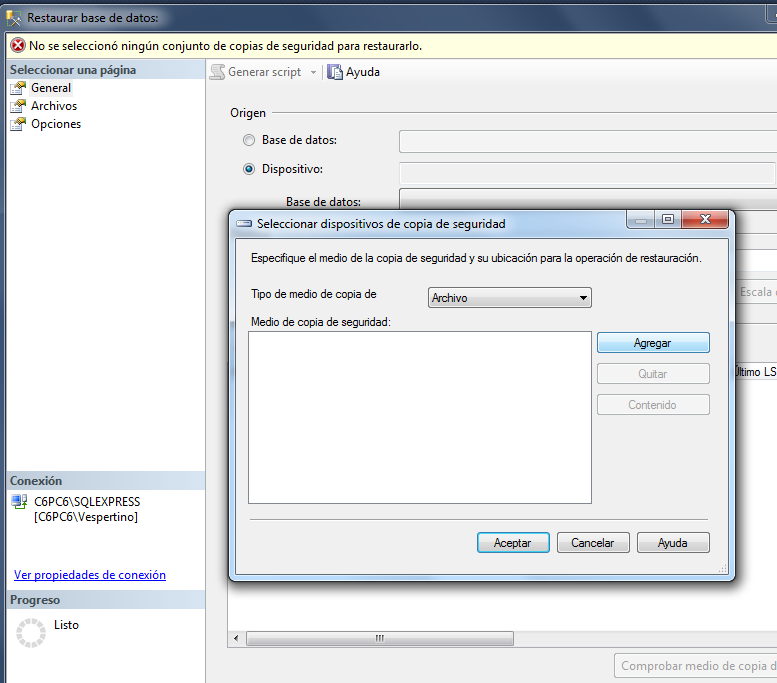 Restaurar base de datos:
No se seleccionó ningún conjunto de copias de seguridad para restaurarlo.
Seleccionar una página
General
Archivos
Opciones
Generar script
Ayuda
Origen
Base de datos:
Dispositivo:
Base de datos:
Seleccionar dispositivos de copia de seguridad
Especifique el medio de la copia de seguridad y su ubicación para la operación de restauración.
Tipo de medio de copia de
Archivo
Medio de copia de seguridad:
Agregar
Quitar
Contenido
Aceptar
Cancelar
Ayuda
Escala
Último LS
Conexión
C6PC6\SQLEXPRESS
[C6PC6\Vespertino]
Ver propiedades de conexión
Progreso
Listo
Comprobar medio de copia d